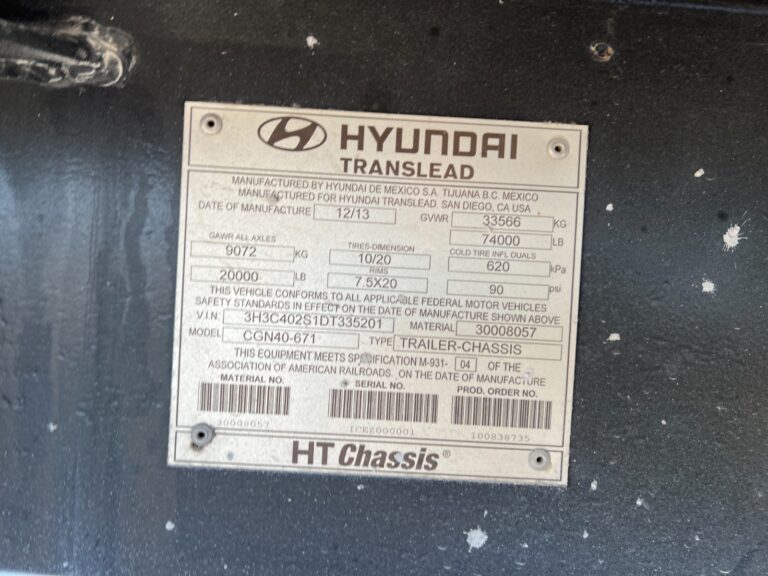 HYUNDAI
TRANSLEAD
MANUFACTURED BY HYUNDAI DE MEXICO S.A. TIJUANA B.C. MEXICO
MANUFACTURED FOR HYUNDAI TRANSLEAD. SAN DIEGO, CA USA
DATE OF MANUFACTURE 12/13 GVWR 33566 KG
74000 LB
GAWR ALL AXLES TIRES-DIMENSION COLD TIRE INFL DUALS
9072 KG 10/20 620 kPa
20000 LB RIMS 7.5X20 90 psi
THIS VEHICLE CONFORMS TO ALL APPLICABLE FEDERAL MOTOR VEHICLES
SAFETY STANDARDS IN EFFECT ON THE DATE OF MANUFACTURE SHOWN ABOVE
V.I.N. 3H3C402S1DT335201 MATERIAL 30008057
MODEL CGN40-671 TYPE TRAILER-CHASSIS
THIS EQUIPMENT MEETS SPECIFICATION M-931- 04 OF THE
ASSOCIATION OF AMERICAN RAILROADS. ON THE DATE OF MANUFACTURE
MATERIAL NO. SERIAL NO. PROD. ORDER NO.
30008057 ICE2000001 100838735
HT Chassis®